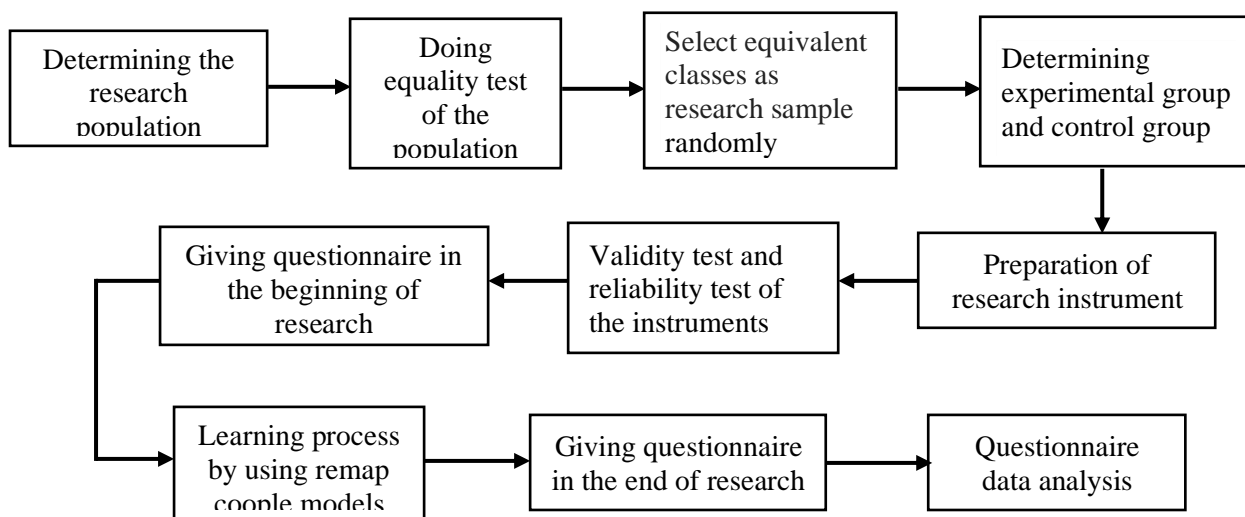 Determining the
research
population
Doing
equality test
of the
population
Select equivalent
classes as
research sample
randomly
Determining
experimental group
and control group
Preparation of
research instrument
Validity test and
reliability test of
the instruments
Giving questionnaire in
the beginning of
research
Learning process
by using remap
coople models
Giving questionnaire
in the end of research
Questionnaire
data analysis